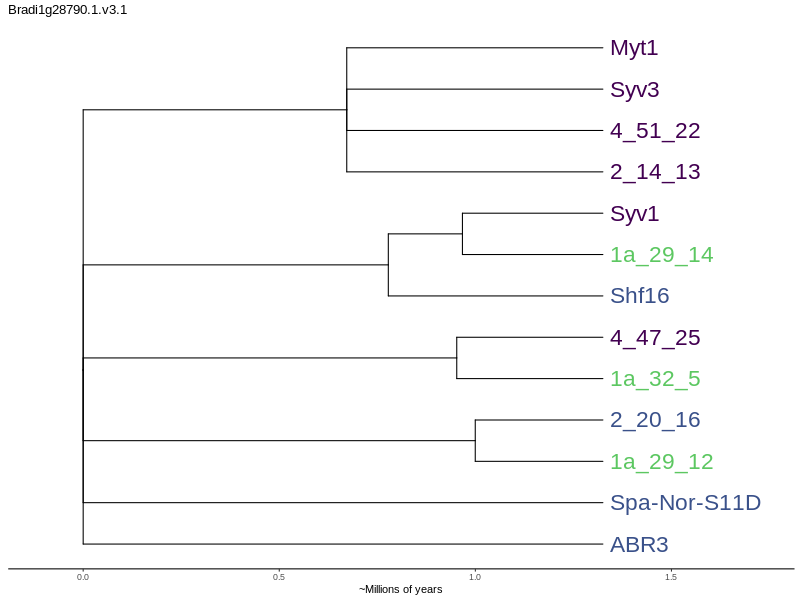 Bradi1g28790.1.v3.1
Myt1
Syv3
4_51_22
2_14_13
Syv1
1a_29_14
Shf16
4_47_25
1a_32_5
2_20_16
1a_29_12
Spa-Nor-S11D
ABR3
0.0 0.5 1.0 1.5
~Millions of years